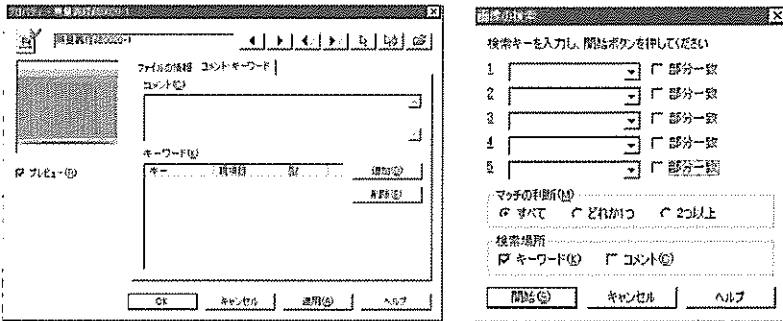 ファイルの情報 コメント・キーワード
コメント(C)
プレビュー(R)
キーワード(K)
キー
追加(D)
削除(E)
OK キャンセル 適用(A) ヘルプ
画像の検索
検索キーを入力し、開始ボタンを押してください
1 部分一致
2 部分一致
3 部分一致
4 部分一致
5 部分一致
マッチの判断(M)
すべて どれか1つ 2つ以上
検索場所
キーワード(K) コメント(C)
開始(G) キャンセル ヘルプ